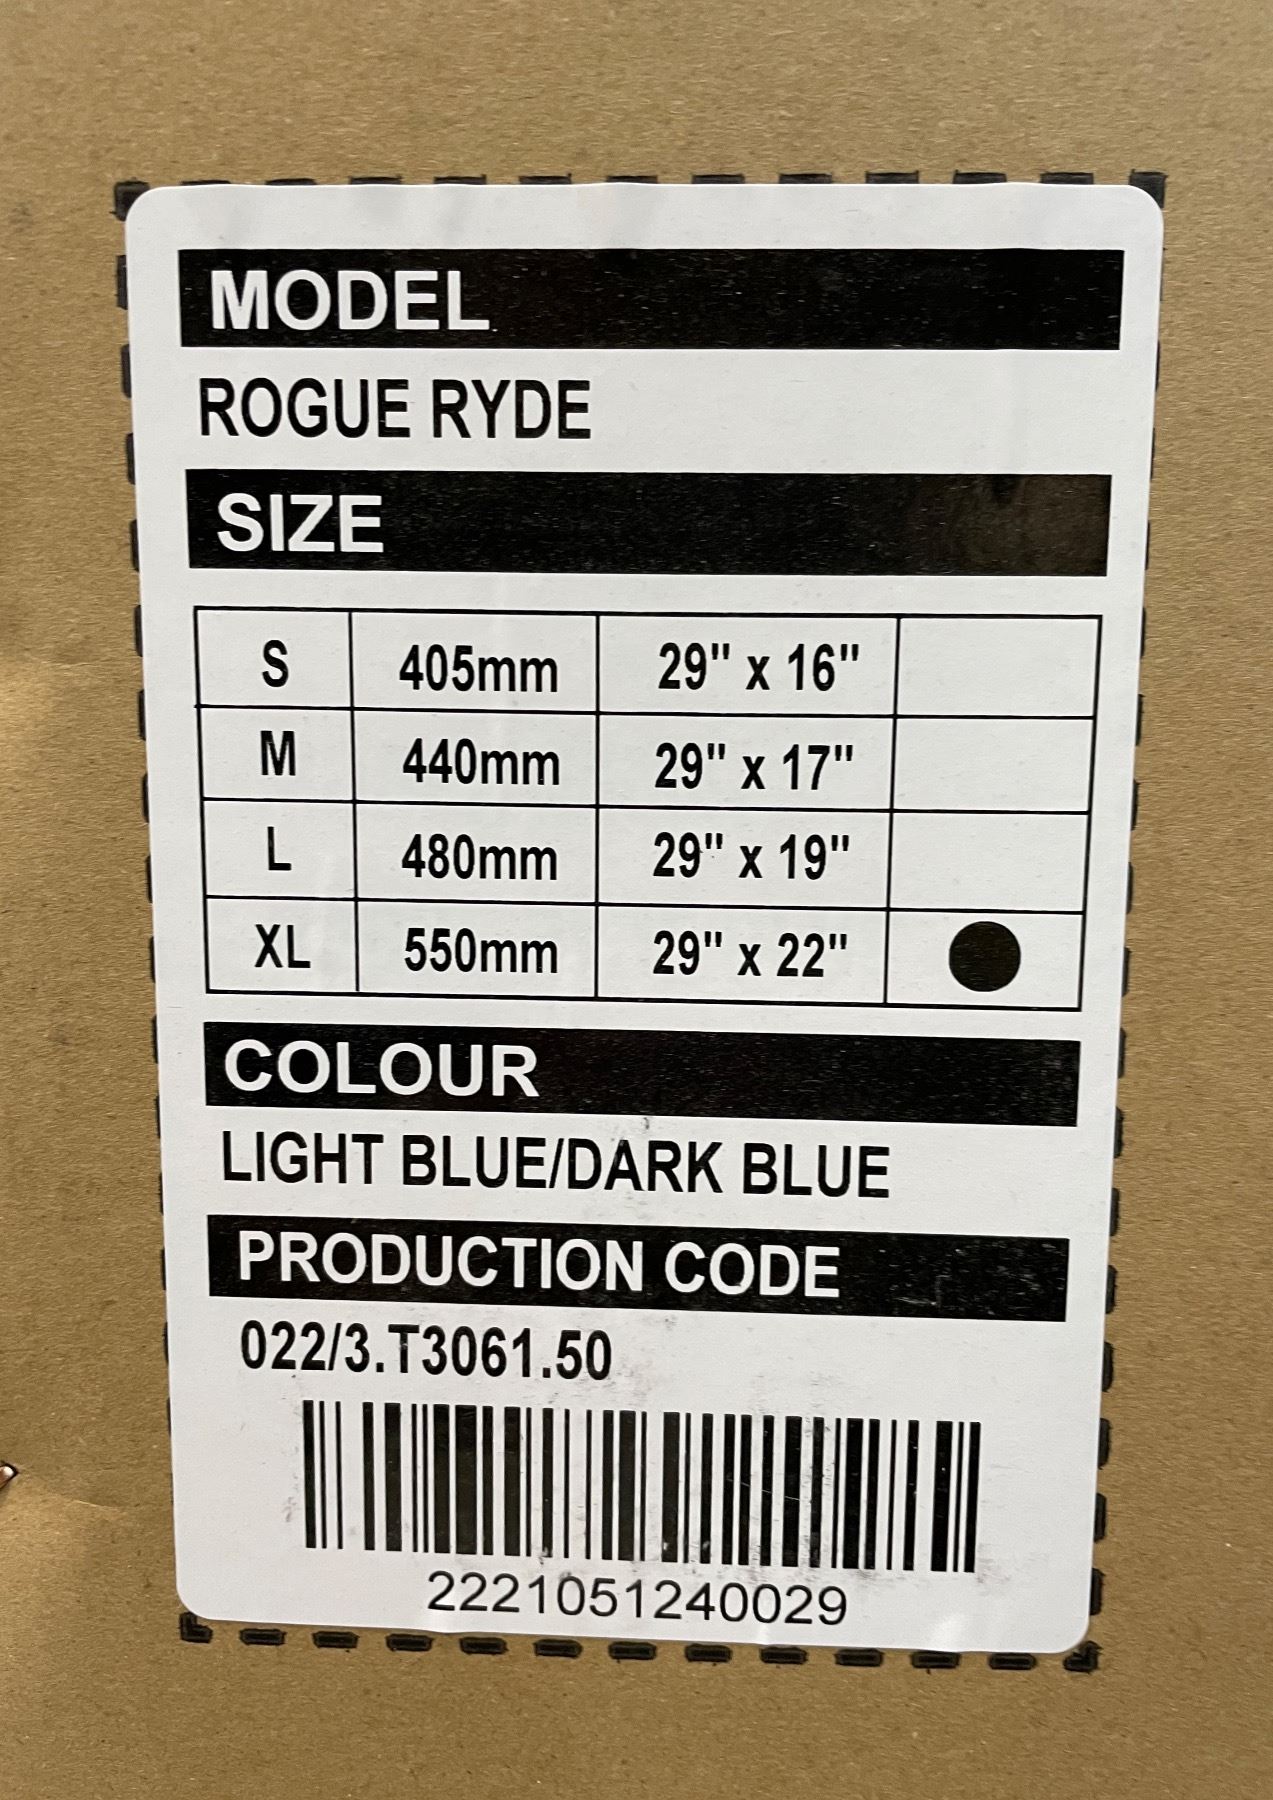 MODEL
ROGUE RYDE
SIZE
S 405mm 29" x 16"
M 440mm 29" x 17"
L 480mm 29" x 19"
XL 550mm 29" x 22"
COLOUR
LIGHT BLUE/DARK BLUE
PRODUCTION CODE
022/3.T3061.50
2221051240029